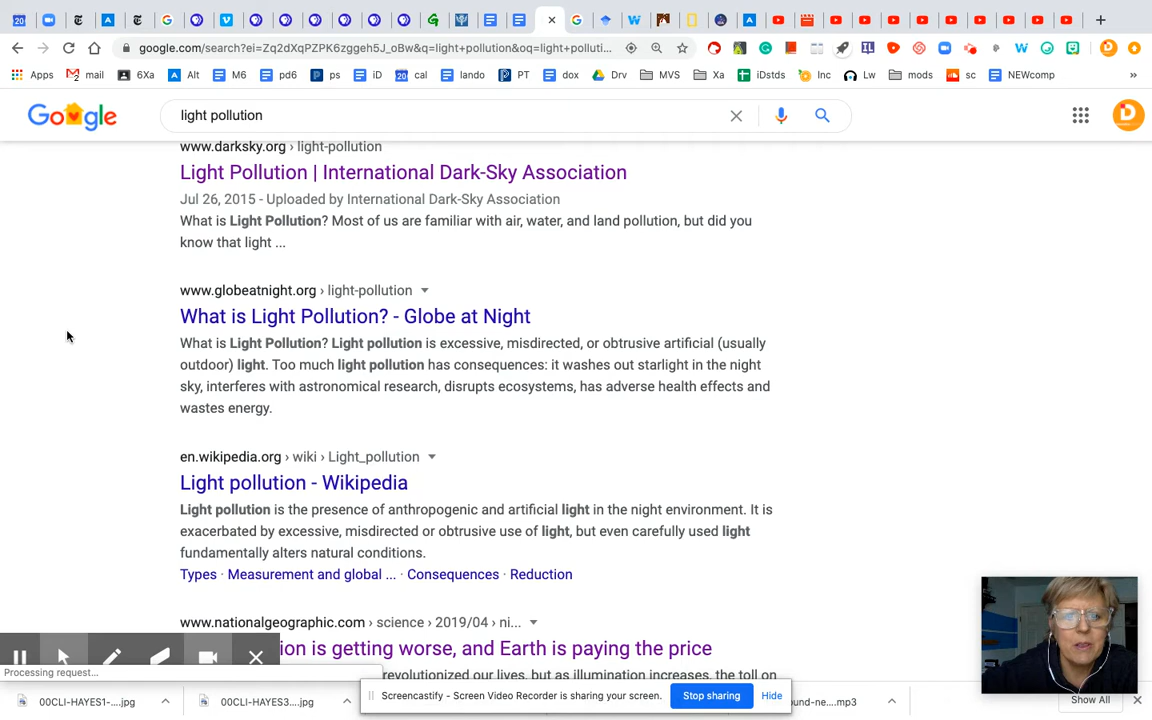 google.com/search?ei=Zq2dXqPZPK6zggeh5J_oBw&q=light+pollution&oq=light+polluti...
Apps mail 6Xa Alt M6 pd6 ps iD cal lando PT dox Drv MVS Xa iDstds Inc Lw mods sc NEWcomp »
Google light pollution
www.darksky.org › light-pollution
Light Pollution | International Dark-Sky Association
Jul 26, 2015 - Uploaded by International Dark-Sky Association
What is Light Pollution? Most of us are familiar with air, water, and land pollution, but did you
know that light ...
www.globeatnight.org › light-pollution
What is Light Pollution? - Globe at Night
What is Light Pollution? Light pollution is excessive, misdirected, or obtrusive artificial (usually
outdoor) light. Too much light pollution has consequences: it washes out starlight in the night
sky, interferes with astronomical research, disrupts ecosystems, has adverse health effects and
wastes energy.
en.wikipedia.org › wiki › Light_pollution
Light pollution - Wikipedia
Light pollution is the presence of anthropogenic and artificial light in the night environment. It is
exacerbated by excessive, misdirected or obtrusive use of light, but even carefully used light
fundamentally alters natural conditions.
Types · Measurement and global ... · Consequences · Reduction
www.nationalgeographic.com › science › 2019/04 › ni...
ion is getting worse, and Earth is paying the price
revolutionized our lives, but as illumination increases, the toll on
Processing request...
00CLI-HAYES1-....jpg 00CLI-HAYES3....jpg Screencastify - Screen Video Recorder is sharing your screen. Stop sharing Hide ound-ne....mp3 Show All